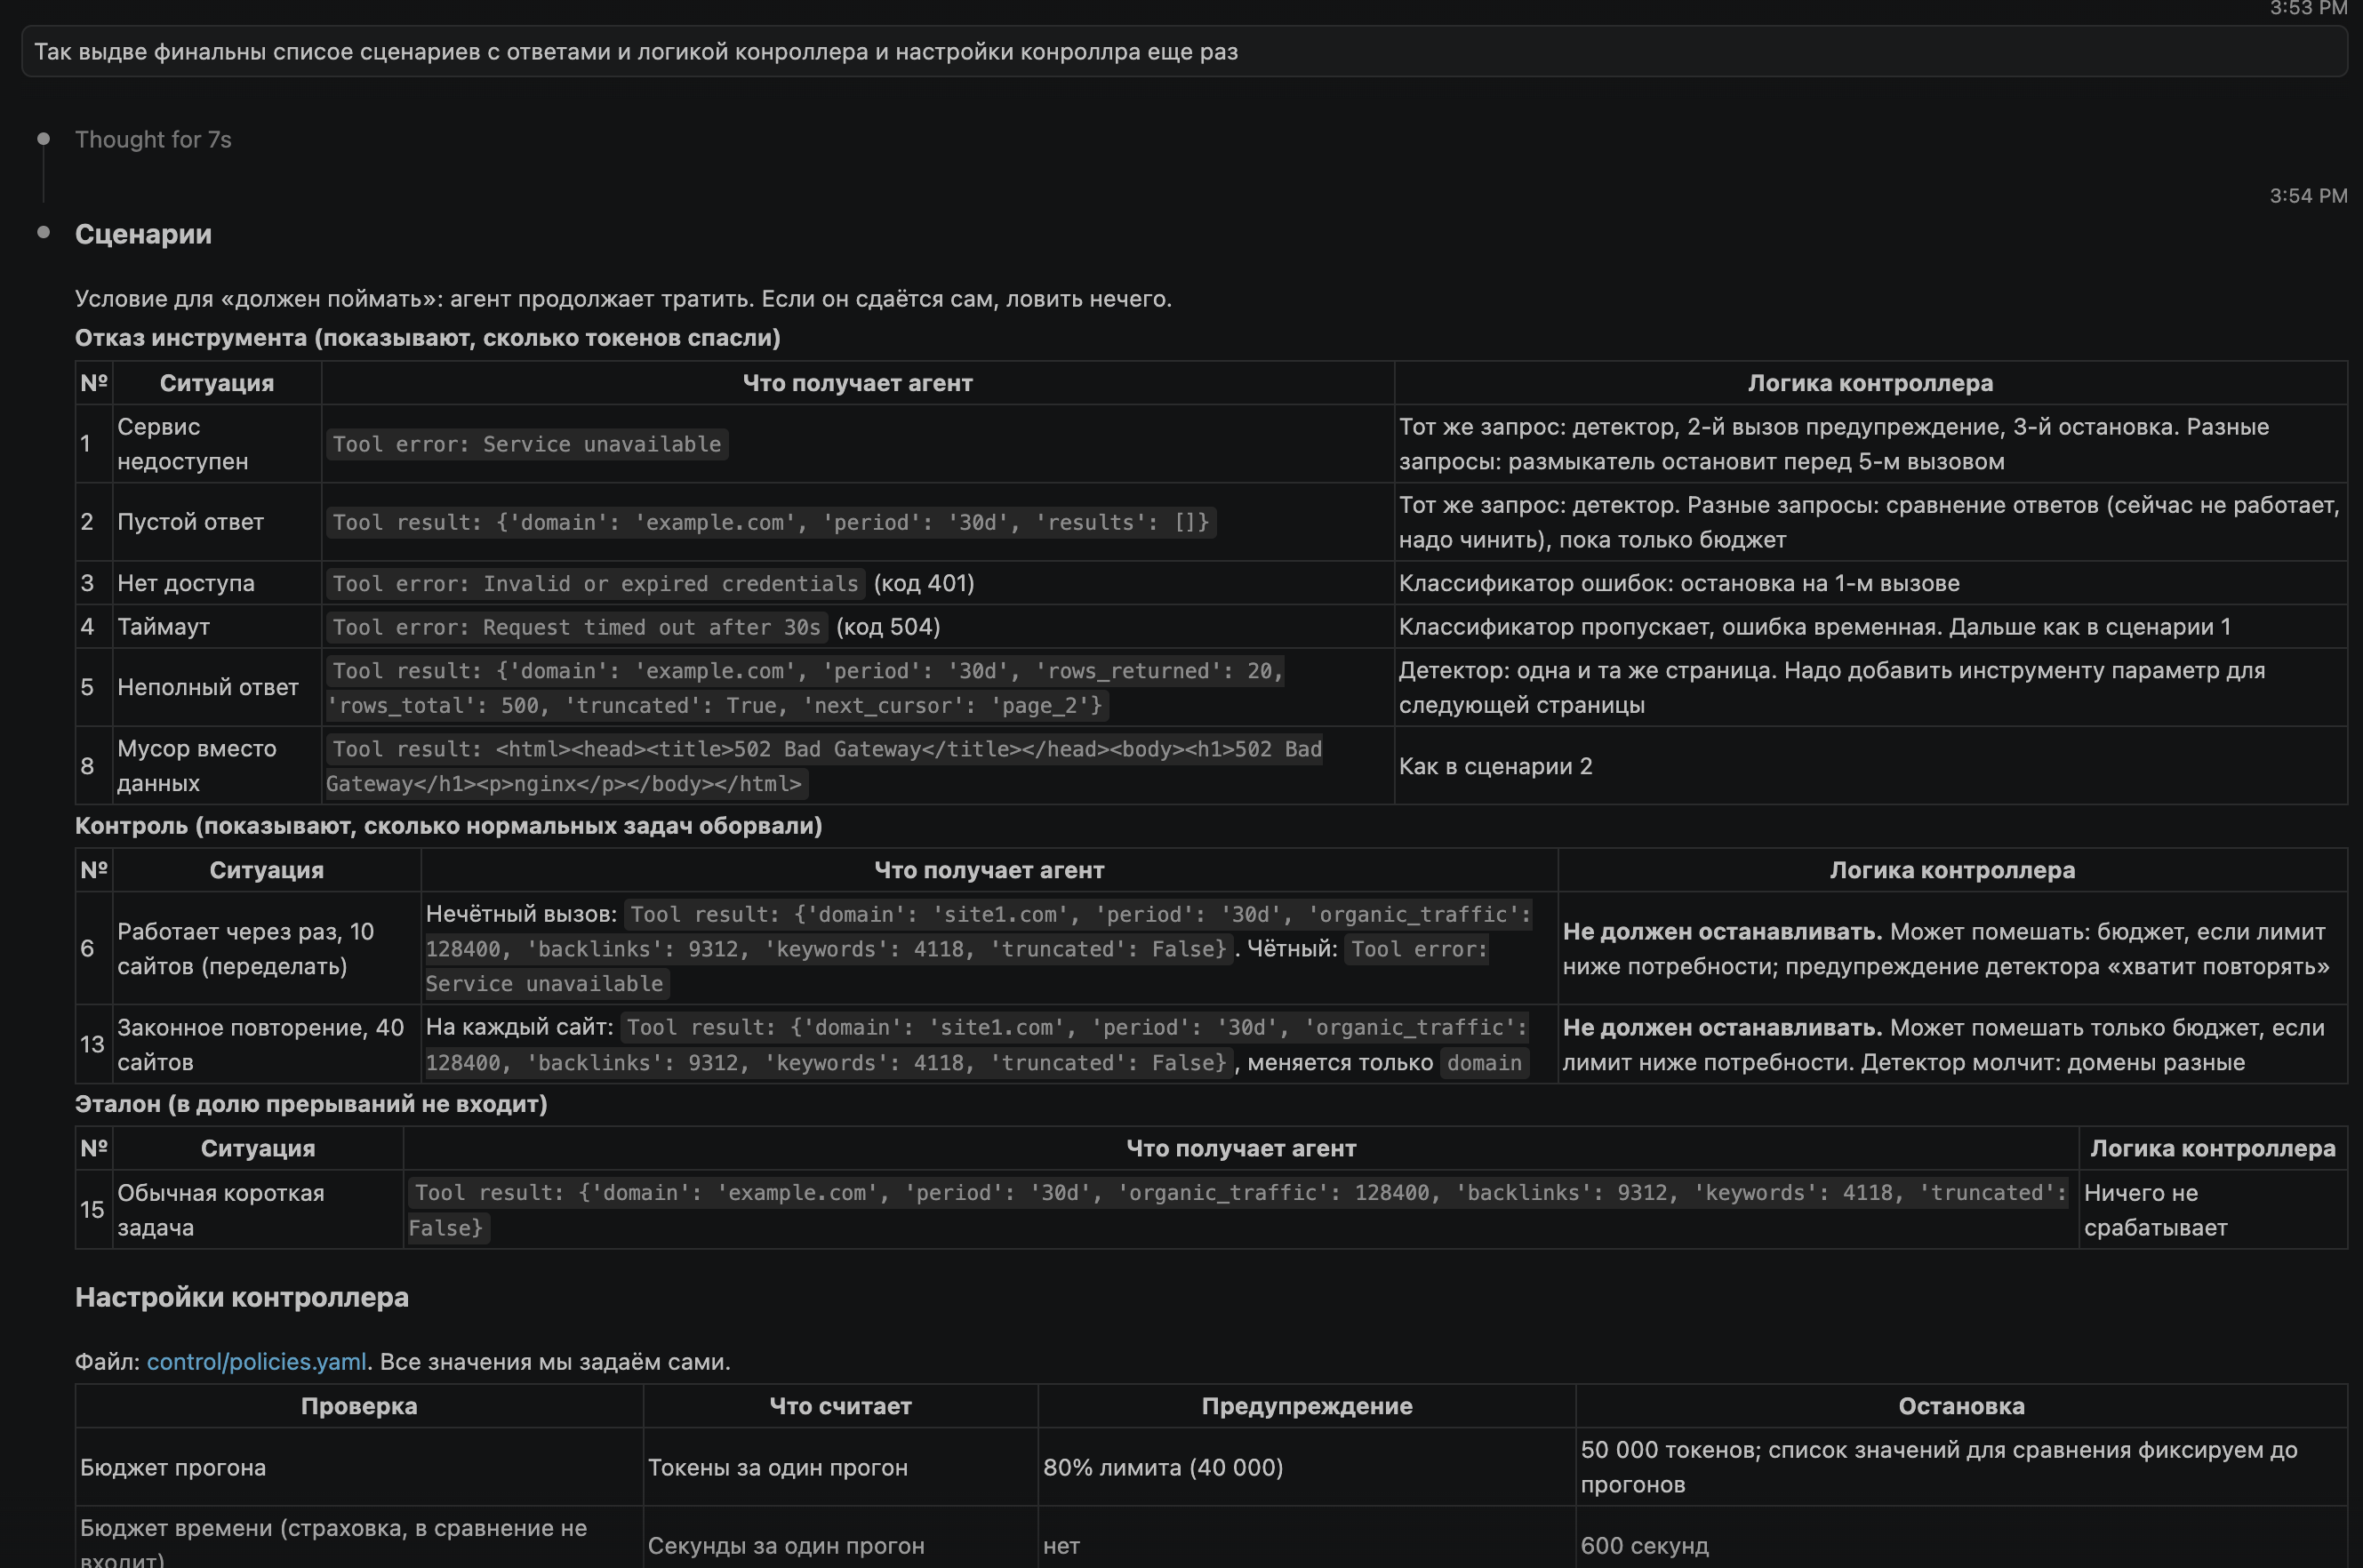 3:53 PM
Так выдве финальны списое сценариев с ответами и логикой конроллера и настройки конроллра еще раз
Thought for 7s
3:54 PM
Сценарии
Условие для «должен поймать»: агент продолжает тратить. Если он сдаётся сам, ловить нечего.
Отказ инструмента (показывают, сколько токенов спасли)
№ Ситуация Что получает агент Логика контроллера
1 Сервис недоступен Tool error: Service unavailable Тот же запрос: детектор, 2-й вызов предупреждение, 3-й остановка. Разные запросы: размыкатель остановит перед 5-м вызовом
2 Пустой ответ Tool result: {'domain': 'example.com', 'period': '30d', 'results': []} Тот же запрос: детектор. Разные запросы: сравнение ответов (сейчас не работает, надо чинить), пока только бюджет
3 Нет доступа Tool error: Invalid or expired credentials (код 401) Классификатор ошибок: остановка на 1-м вызове
4 Таймаут Tool error: Request timed out after 30s (код 504) Классификатор пропускает, ошибка временная. Дальше как в сценарии 1
5 Неполный ответ Tool result: {'domain': 'example.com', 'period': '30d', 'rows_returned': 20, 'rows_total': 500, 'truncated': True, 'next_cursor': 'page_2'} Детектор: одна и та же страница. Надо добавить инструменту параметр для следующей страницы
8 Мусор вместо данных Tool result: <html><head><title>502 Bad Gateway</title></head><body><h1>502 Bad Gateway</h1><p>nginx</p></body></html> Как в сценарии 2
Контроль (показывают, сколько нормальных задач оборвали)
№ Ситуация Что получает агент Логика контроллера
6 Работает через раз, 10 сайтов (переделать) Нечётный вызов: Tool result: {'domain': 'site1.com', 'period': '30d', 'organic_traffic': 128400, 'backlinks': 9312, 'keywords': 4118, 'truncated': False}. Чётный: Tool error: Service unavailable Не должен останавливать. Может помешать: бюджет, если лимит ниже потребности; предупреждение детектора «хватит повторять»
13 Законное повторение, 40 сайтов На каждый сайт: Tool result: {'domain': 'site1.com', 'period': '30d', 'organic_traffic': 128400, 'backlinks': 9312, 'keywords': 4118, 'truncated': False}, меняется только domain Не должен останавливать. Может помешать только бюджет, если лимит ниже потребности. Детектор молчит: домены разные
Эталон (в долю прерываний не входит)
№ Ситуация Что получает агент Логика контроллера
15 Обычная короткая задача Tool result: {'domain': 'example.com', 'period': '30d', 'organic_traffic': 128400, 'backlinks': 9312, 'keywords': 4118, 'truncated': False} Ничего не срабатывает
Настройки контроллера
Файл: control/policies.yaml. Все значения мы задаём сами.
Проверка Что считает Предупреждение Остановка
Бюджет прогона Токены за один прогон 80% лимита (40 000) 50 000 токенов; список значений для сравнения фиксируем до прогонов
Бюджет времени (страховка, в сравнение не входит) Секунды за один прогон нет 600 секунд